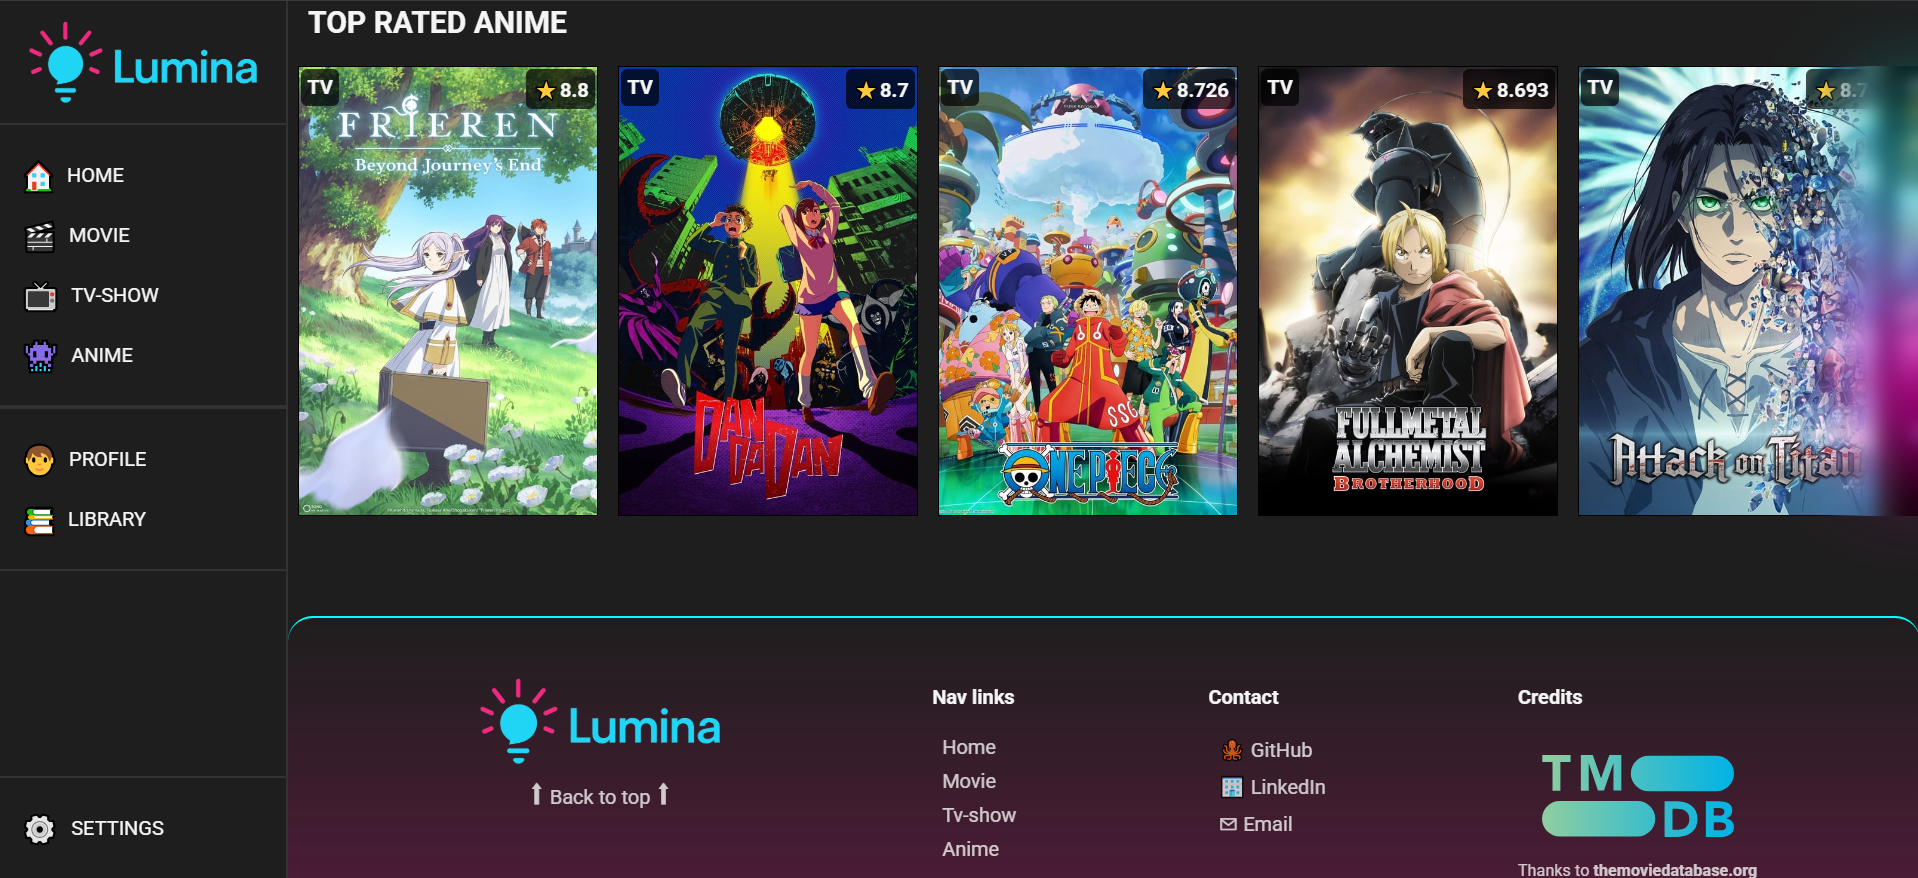 Lumina
HOME
MOVIE
TV-SHOW
ANIME
PROFILE
LIBRARY
SETTINGS
TOP RATED ANIME
TV
8.8
FRIEREN
Beyond Journey's End
TV
8.7
DAN
DA DAN
TV
8.726
SSG
ONE PIECE
TV
8.693
FULLMETAL
ALCHEMIST
BROTHERHOOD
TV
8.7
Attack on Titan
Lumina
Back to top
Nav links
Home
Movie
Tv-show
Anime
Contact
GitHub
LinkedIn
Email
Credits
TM
DB
Thanks to themoviedatabase.org